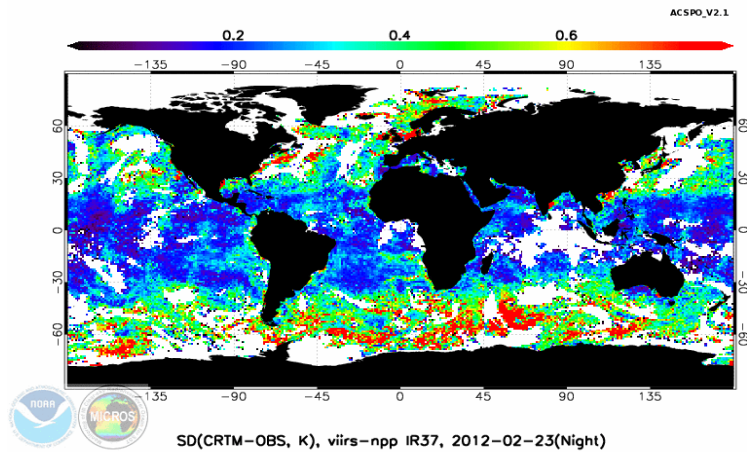 ACSPO_V2.1
0.2 0.4 0.6
-135 -90 -45 0 45 90 135
60 60
30 30
0 0
-30 -30
-60 -60
-135 -90 -45 0 45 90 135
NOAA
MICROS
SD(CRTM-OBS, K), viirs-npp IR37, 2012-02-23(Night)